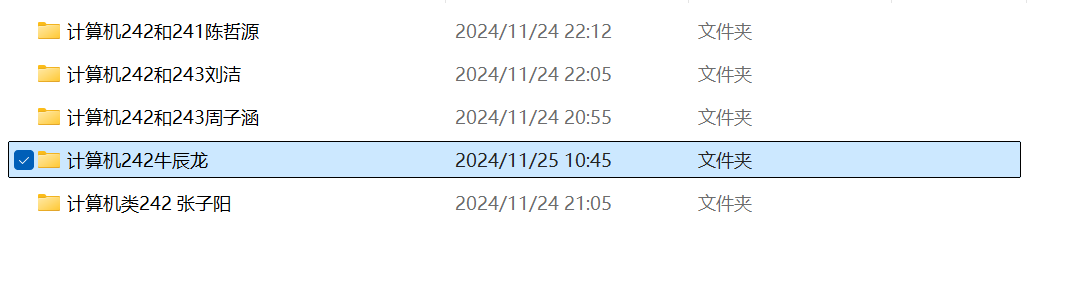 计算机242和241陈哲源 2024/11/24 22:12 文件夹
计算机242和243刘洁 2024/11/24 22:05 文件夹
计算机242和243周子涵 2024/11/24 20:55 文件夹
计算机242牛辰龙 2024/11/25 10:45 文件夹
计算机类242 张子阳 2024/11/24 21:05 文件夹